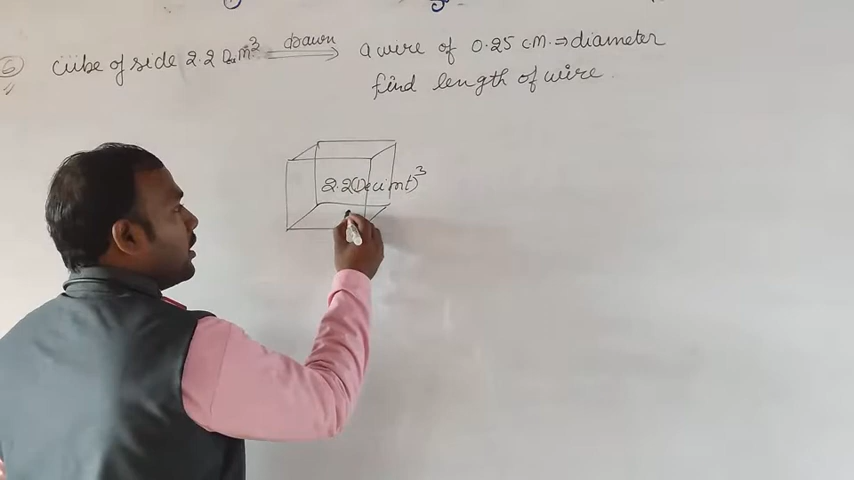 6 cube of side 2.2 Dm³ drawn ⇒ a wire of 0.25 cm. ⇒ diameter
find length of wire
2.2(Decimt)³